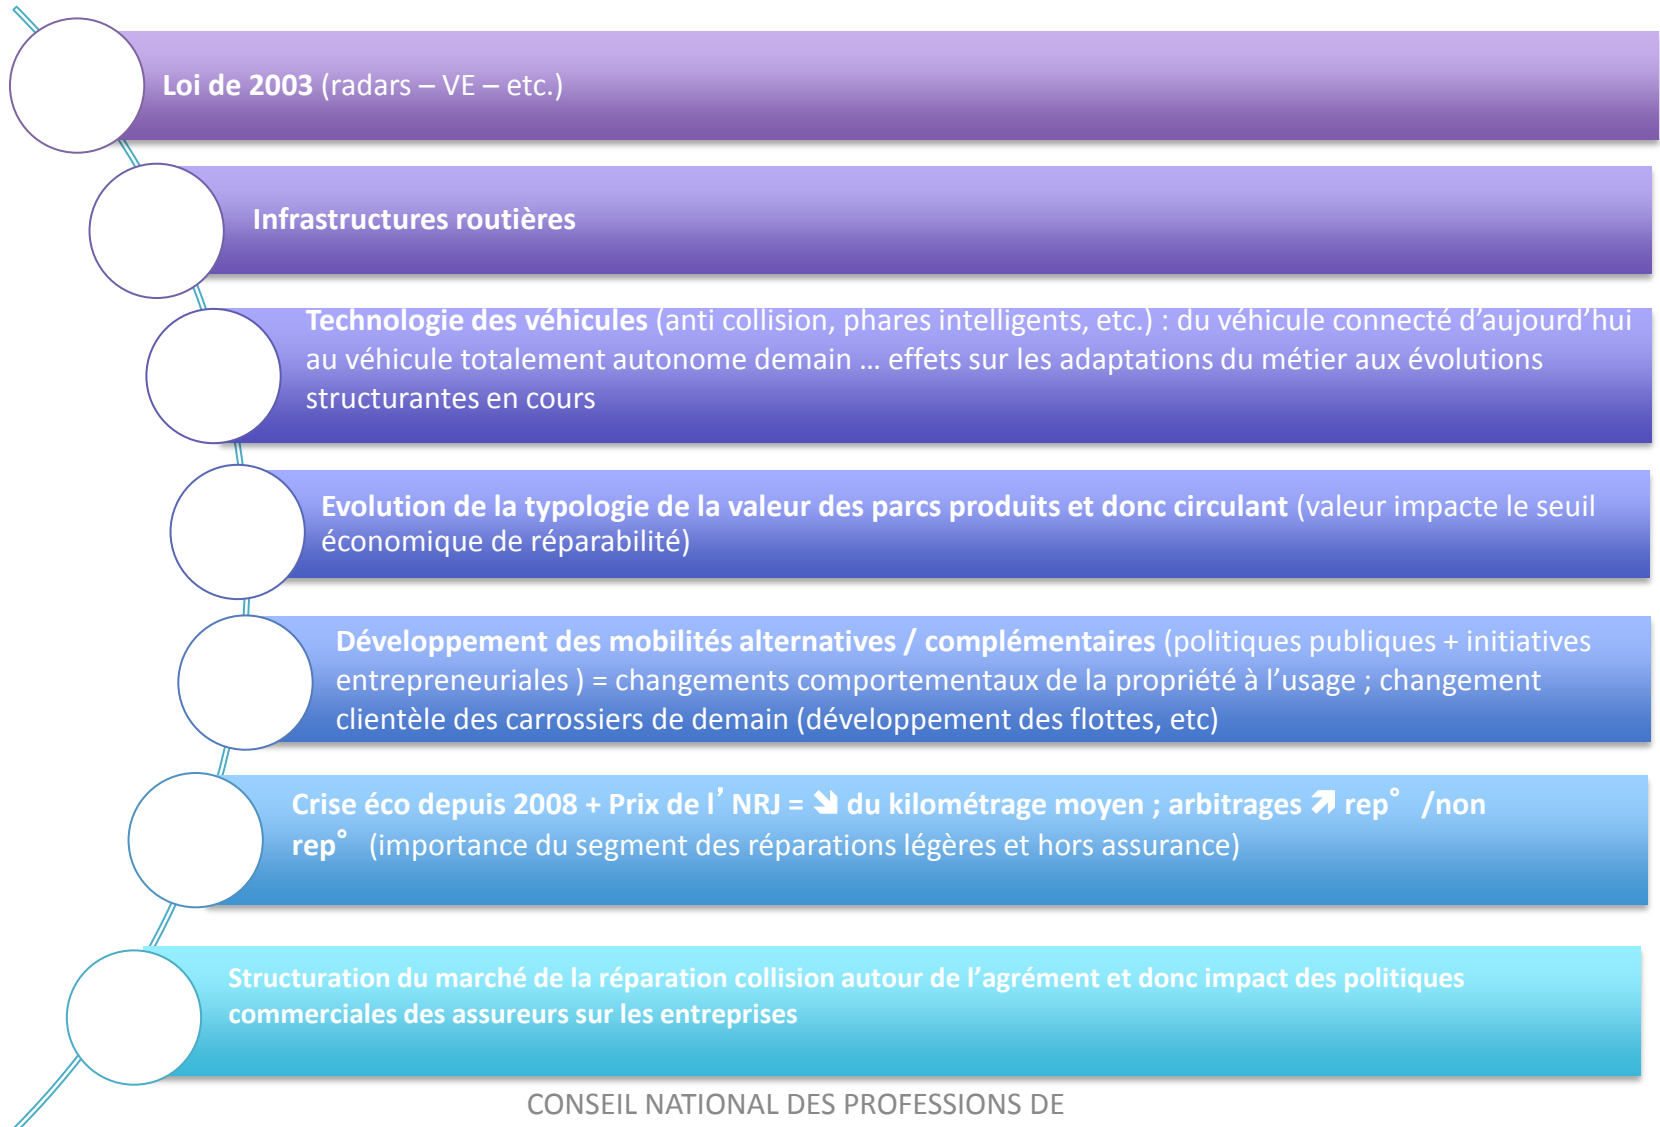 Loi de 2003 (radars – VE – etc.)
Infrastructures routières
Technologie des véhicules (anti collision, phares intelligents, etc.) : du véhicule connecté d’aujourd’hui
au véhicule totalement autonome demain … effets sur les adaptations du métier aux évolutions
structurantes en cours
Evolution de la typologie de la valeur des parcs produits et donc circulant (valeur impacte le seuil
économique de réparabilité)
Développement des mobilités alternatives / complémentaires (politiques publiques + initiatives
entrepreneuriales ) = changements comportementaux de la propriété à l’usage ; changement
clientèle des carrossiers de demain (développement des flottes, etc)
Crise éco depuis 2008 + Prix de l’ NRJ = ➘ du kilométrage moyen ; arbitrages ➚ rep° /non
rep° (importance du segment des réparations légères et hors assurance)
Structuration du marché de la réparation collision autour de l’agrément et donc impact des politiques
commerciales des assureurs sur les entreprises
CONSEIL NATIONAL DES PROFESSIONS DE